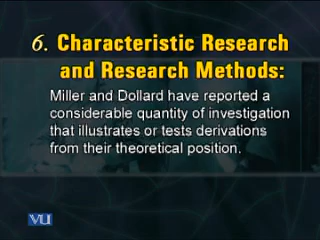 6. Characteristic Research
and Research Methods:
Miller and Dollard have reported a
considerable quantity of investigation
that illustrates or tests derivations
from their theoretical position.
VU